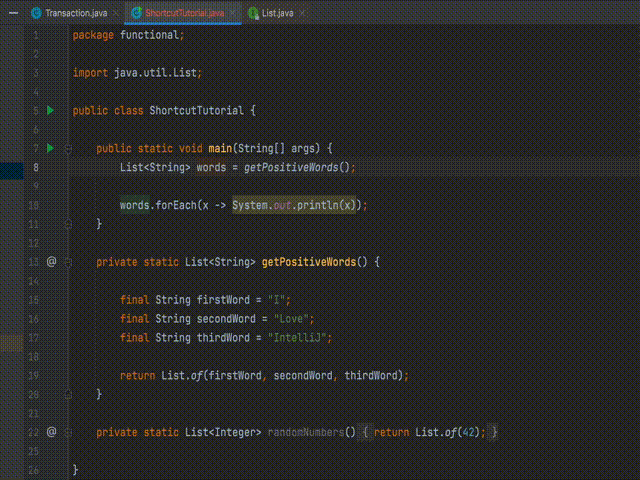 Transaction.java ShortcutTutorial.java List.java
1 package functional;
2
3 import java.util.List;
4
5 public class ShortcutTutorial {
6
7 public static void main(String[] args) {
8 List<String> words = getPositiveWords();
9
10 words.forEach(x -> System.out.println(x));
11 }
12
13 @ private static List<String> getPositiveWords() {
14
15 final String firstWord = "I";
16 final String secondWord = "Love";
17 final String thirdWord = "IntelliJ";
18
19 return List.of(firstWord, secondWord, thirdWord);
20 }
21
22 @ private static List<Integer> randomNumbers() { return List.of(42); }
25
26 }